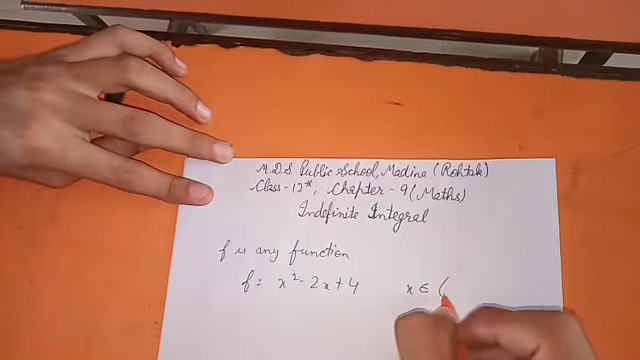 M.D.S. Public School, Madina (Rohtak)
Class - 12th, Chapter - 9 (Maths)
Indefinite Integral
f is any function
f = x² - 2x + 4 x ∈ (